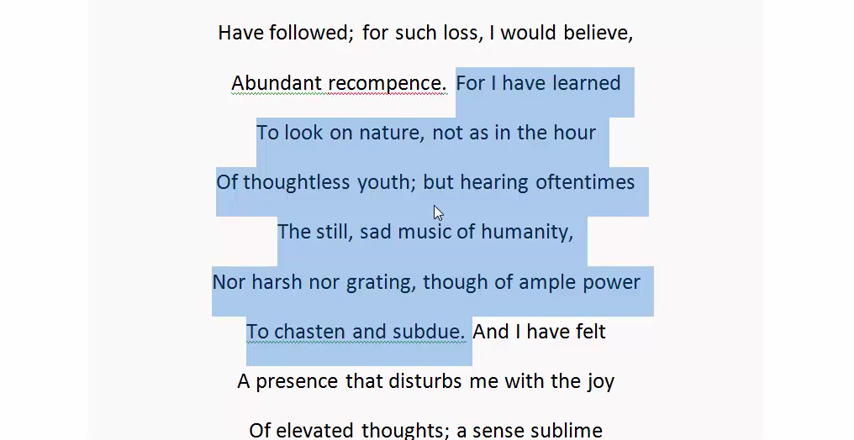 Have followed; for such loss, I would believe,
Abundant recompence. For I have learned
To look on nature, not as in the hour
Of thoughtless youth; but hearing oftentimes
The still, sad music of humanity,
Nor harsh nor grating, though of ample power
To chasten and subdue. And I have felt
A presence that disturbs me with the joy
Of elevated thoughts; a sense sublime